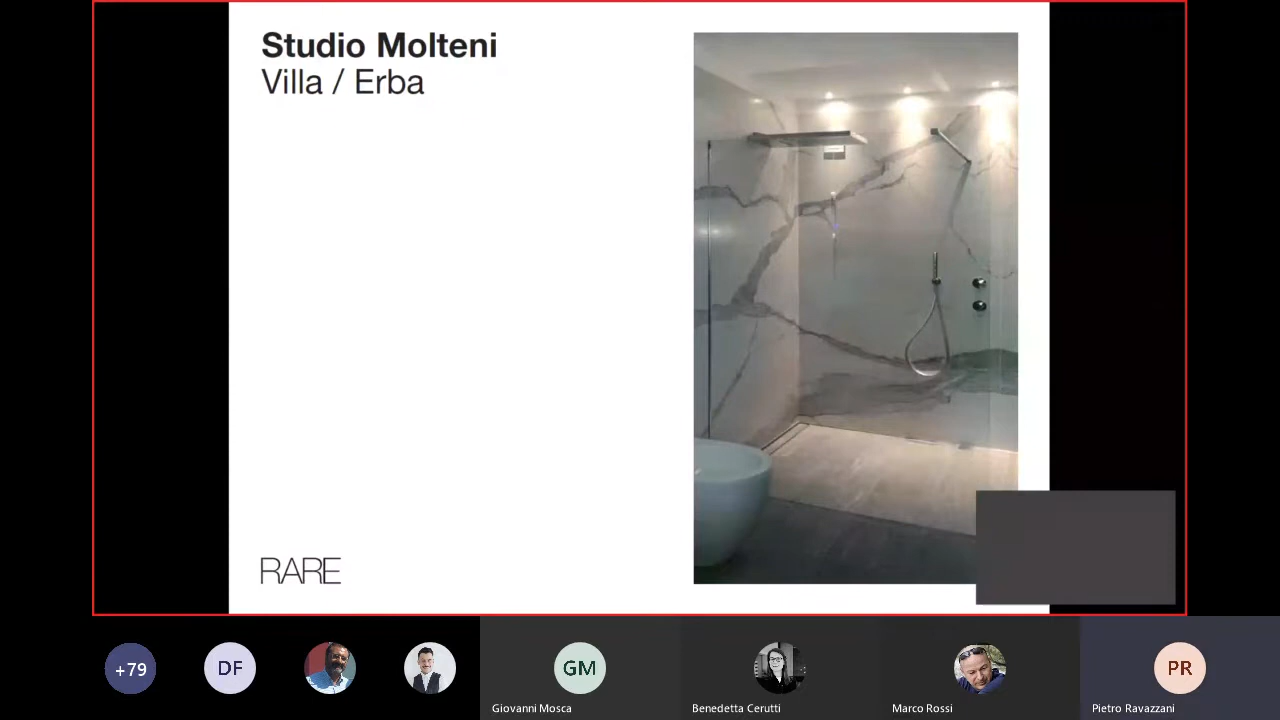 Studio Molteni
Villa / Erba
RARE
+79
DF
GM
PR
Giovanni Mosca
Benedetta Cerutti
Marco Rossi
Pietro Ravazzani